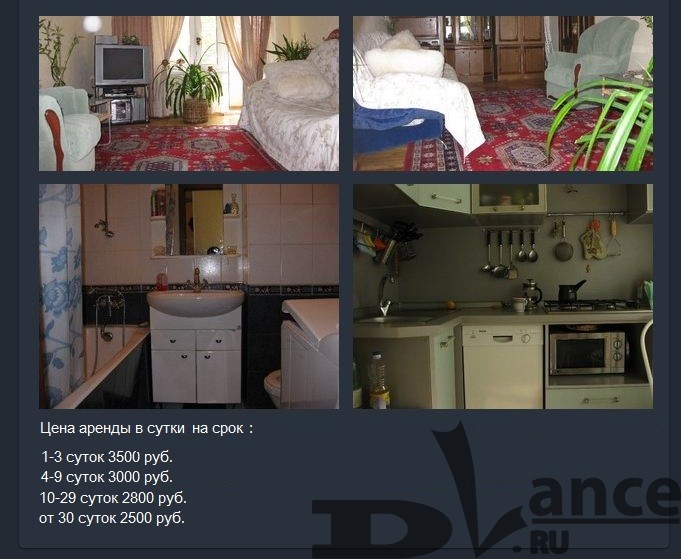 Цена аренды в сутки на срок :
1-3 суток 3500 руб.
4-9 суток 3000 руб.
10-29 суток 2800 руб.
от 30 суток 2500 руб.
ance
.RU